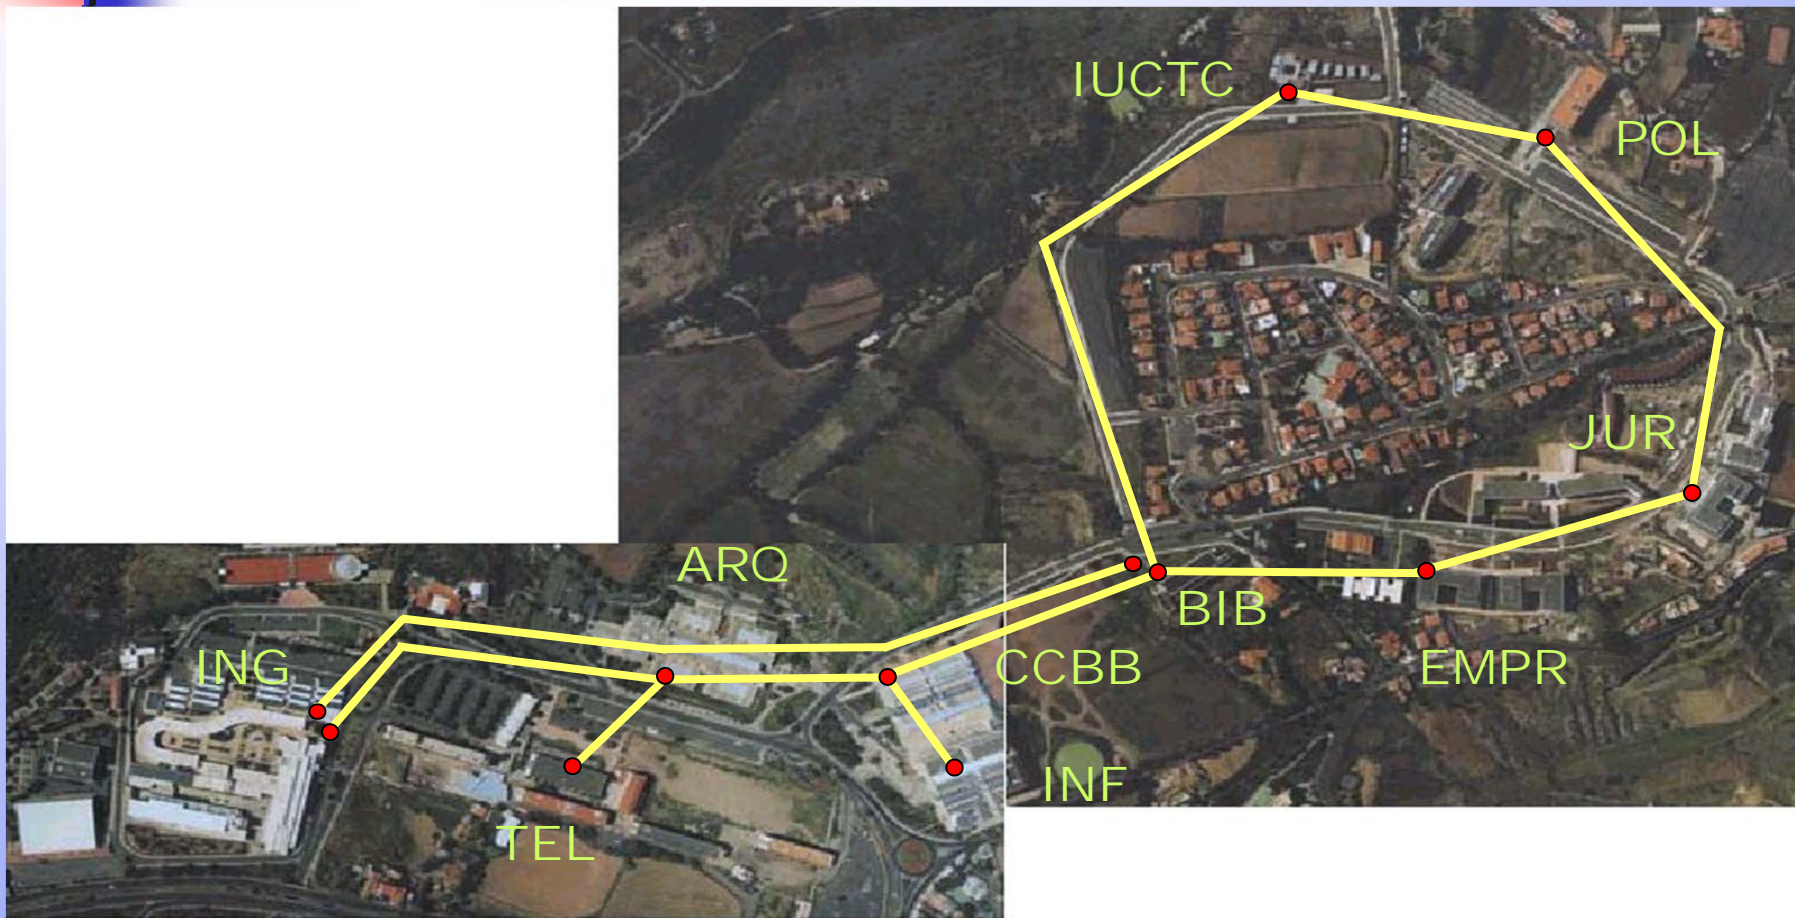 IUCTC
POL
JUR
ARQ
BIB
ING
CCBB
EMPR
INF
TEL